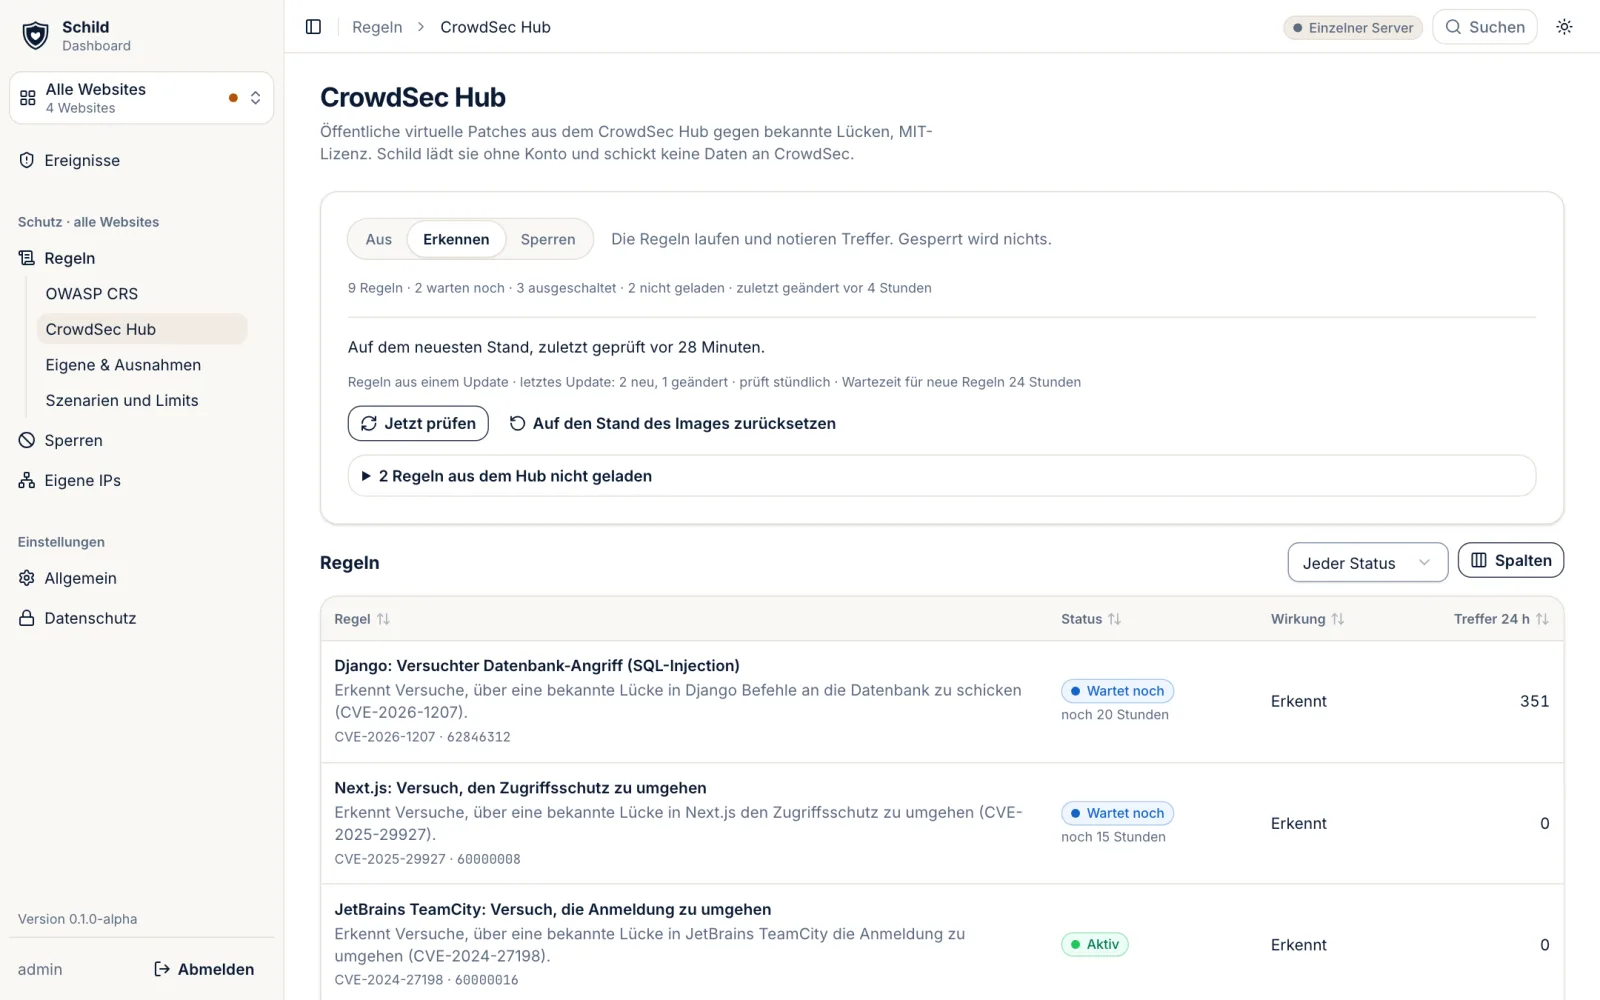 Schild
Dashboard
Alle Websites
4 Websites
Ereignisse
Schutz · alle Websites
Regeln
OWASP CRS
CrowdSec Hub
Eigene & Ausnahmen
Szenarien und Limits
Sperren
Eigene IPs
Einstellungen
Allgemein
Datenschutz
Version 0.1.0-alpha
admin
Abmelden
Regeln
CrowdSec Hub
Einzelner Server
Suchen
CrowdSec Hub
Öffentliche virtuelle Patches aus dem CrowdSec Hub gegen bekannte Lücken, MIT-
Lizenz. Schild lädt sie ohne Konto und schickt keine Daten an CrowdSec.
Aus
Erkennen
Sperren
Die Regeln laufen und notieren Treffer. Gesperrt wird nichts.
9 Regeln · 2 warten noch · 3 ausgeschaltet · 2 nicht geladen · zuletzt geändert vor 4 Stunden
Auf dem neuesten Stand, zuletzt geprüft vor 28 Minuten.
Regeln aus einem Update · letztes Update: 2 neu, 1 geändert · prüft stündlich · Wartezeit für neue Regeln 24 Stunden
Jetzt prüfen
Auf den Stand des Images zurücksetzen
2 Regeln aus dem Hub nicht geladen
Regeln
Jeder Status
Spalten
Regel
Status
Wirkung
Treffer 24 h
Django: Versuchter Datenbank-Angriff (SQL-Injection)
Erkennt Versuche, über eine bekannte Lücke in Django Befehle an die Datenbank zu schicken
(CVE-2026-1207).
CVE-2026-1207 · 62846312
Wartet noch
noch 20 Stunden
Erkennt
351
Next.js: Versuch, den Zugriffsschutz zu umgehen
Erkennt Versuche, über eine bekannte Lücke in Next.js den Zugriffsschutz zu umgehen (CVE-
2025-29927).
CVE-2025-29927 · 60000008
Wartet noch
noch 15 Stunden
Erkennt
0
JetBrains TeamCity: Versuch, die Anmeldung zu umgehen
Erkennt Versuche, über eine bekannte Lücke in JetBrains TeamCity die Anmeldung zu
umgehen (CVE-2024-27198).
CVE-2024-27198 · 60000016
Aktiv
Erkennt
0